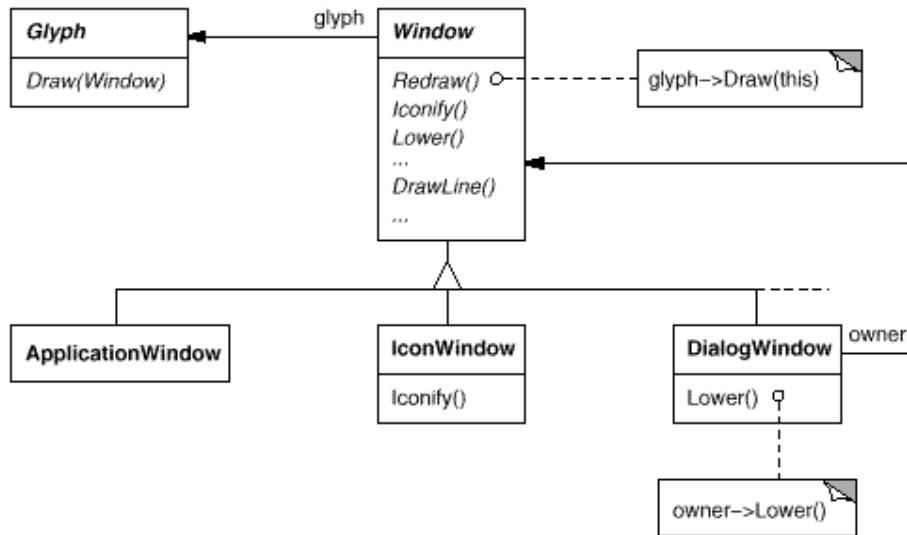 Glyph
Draw(Window)
glyph
Window
Redraw()
Iconify()
Lower()
...
DrawLine()
...
glyph->Draw(this)
ApplicationWindow
IconWindow
Iconify()
DialogWindow
Lower()
owner
owner->Lower()